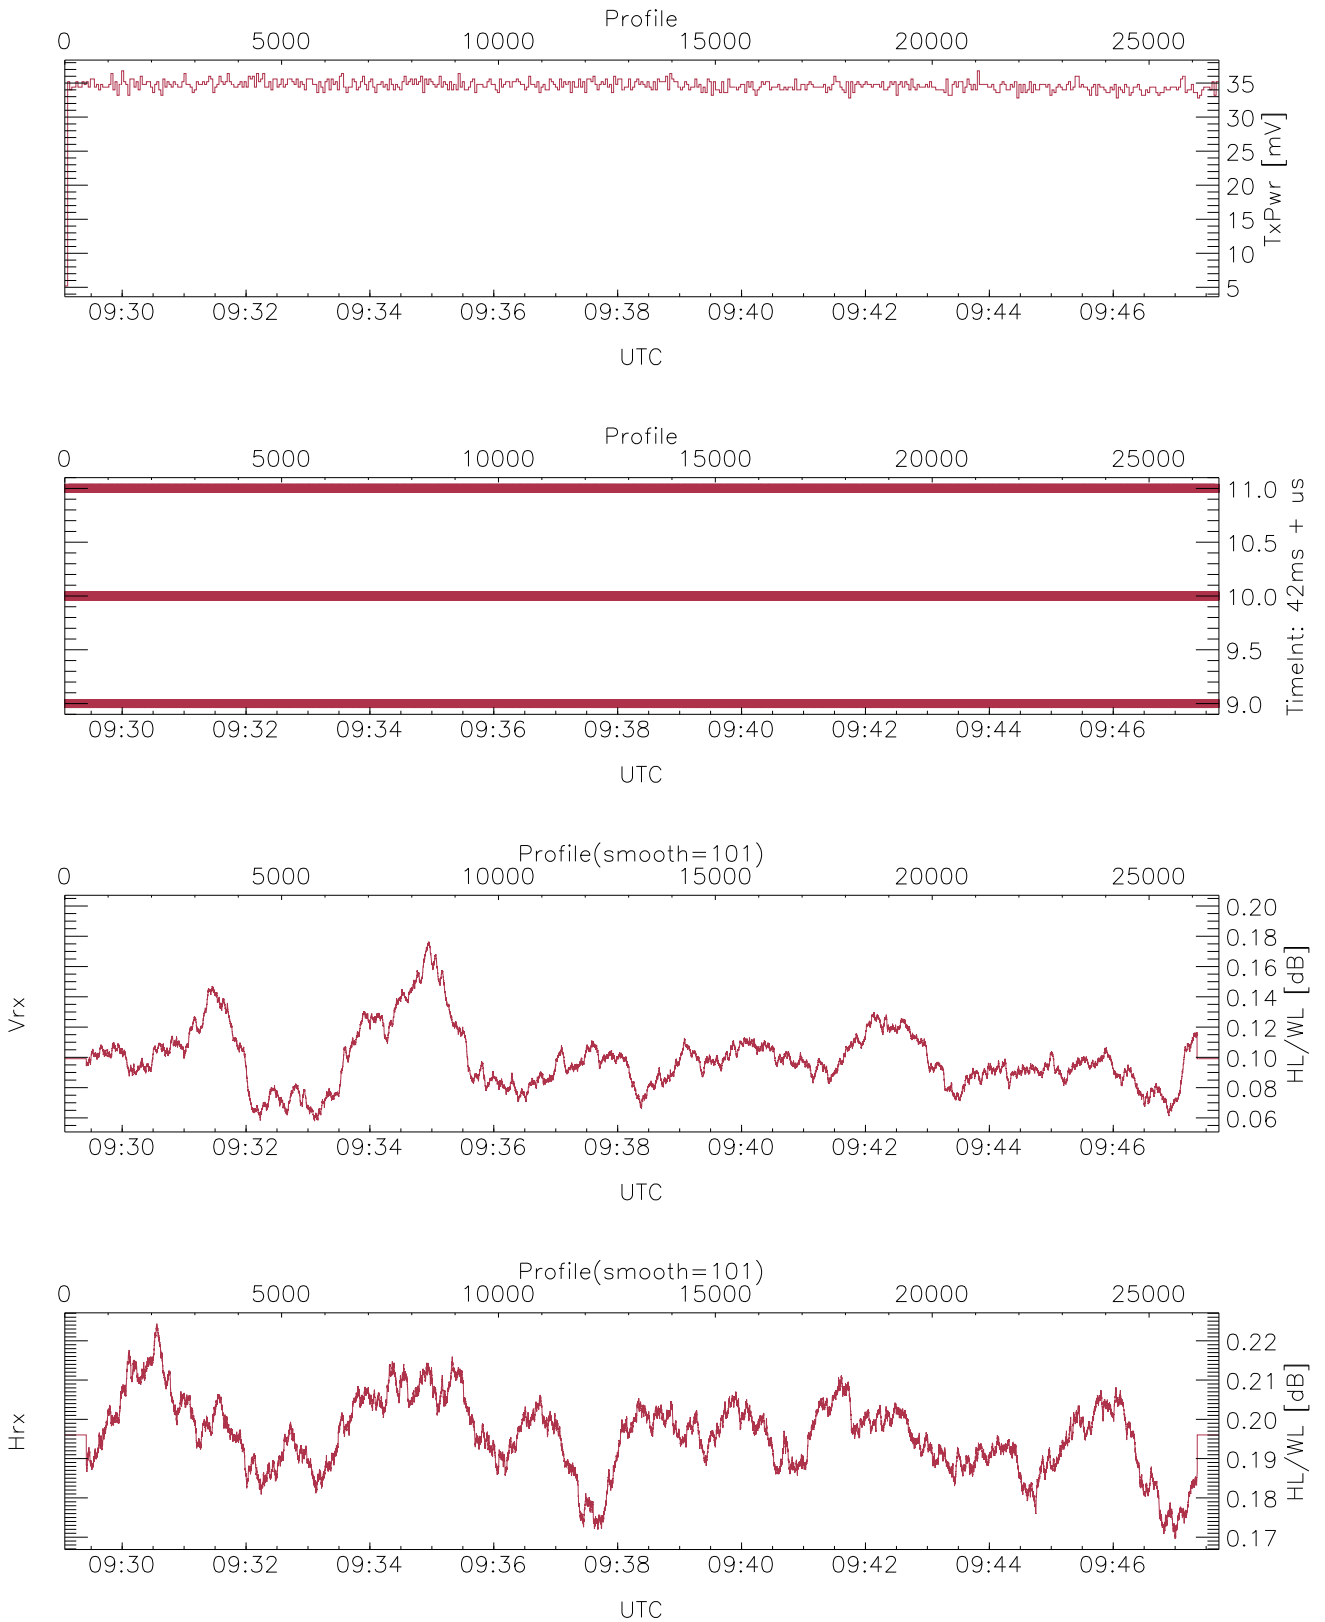 Profile
0 5000 10000 15000 20000 25000
35
30
25
20
15
10
5
TxPwr [mV]
09:30 09:32 09:34 09:36 09:38 09:40 09:42 09:44 09:46
UTC
Profile
0 5000 10000 15000 20000 25000
11.0
10.5
10.0
9.5
9.0
TimeInt: 42ms + us
09:30 09:32 09:34 09:36 09:38 09:40 09:42 09:44 09:46
UTC
Profile(smooth=101)
0 5000 10000 15000 20000 25000
Vrx
0.20
0.18
0.16
0.14
0.12
0.10
0.08
0.06
HL/WL [dB]
09:30 09:32 09:34 09:36 09:38 09:40 09:42 09:44 09:46
UTC
Profile(smooth=101)
0 5000 10000 15000 20000 25000
Hrx
0.22
0.21
0.20
0.19
0.18
0.17
HL/WL [dB]
09:30 09:32 09:34 09:36 09:38 09:40 09:42 09:44 09:46
UTC